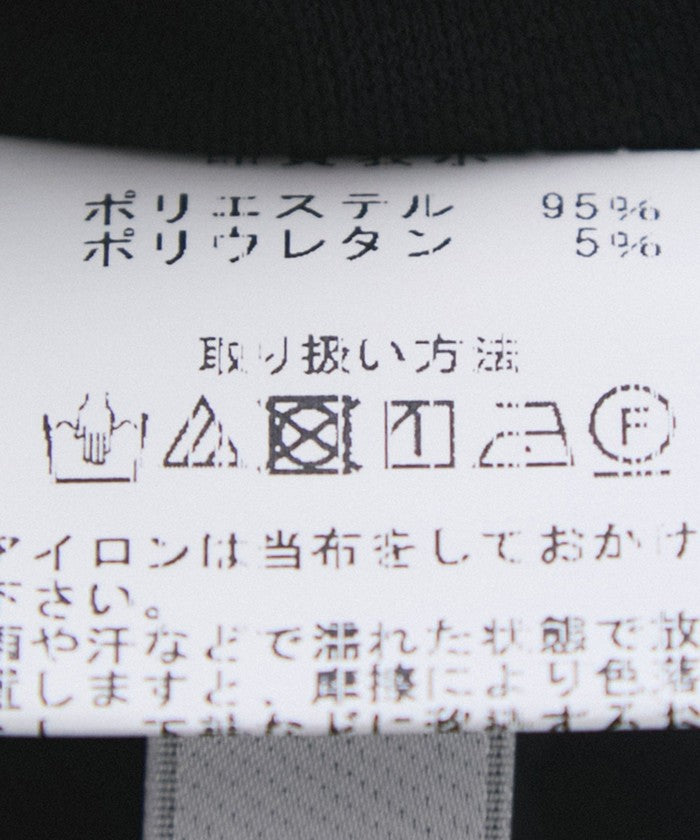 ポリエステル 95%
ポリウレタン 5%
取り扱い方法
F
アイロンは当布をしておかけ
下さい。
雨や汗などで濡れた状態で放
置しますと、摩擦により色落